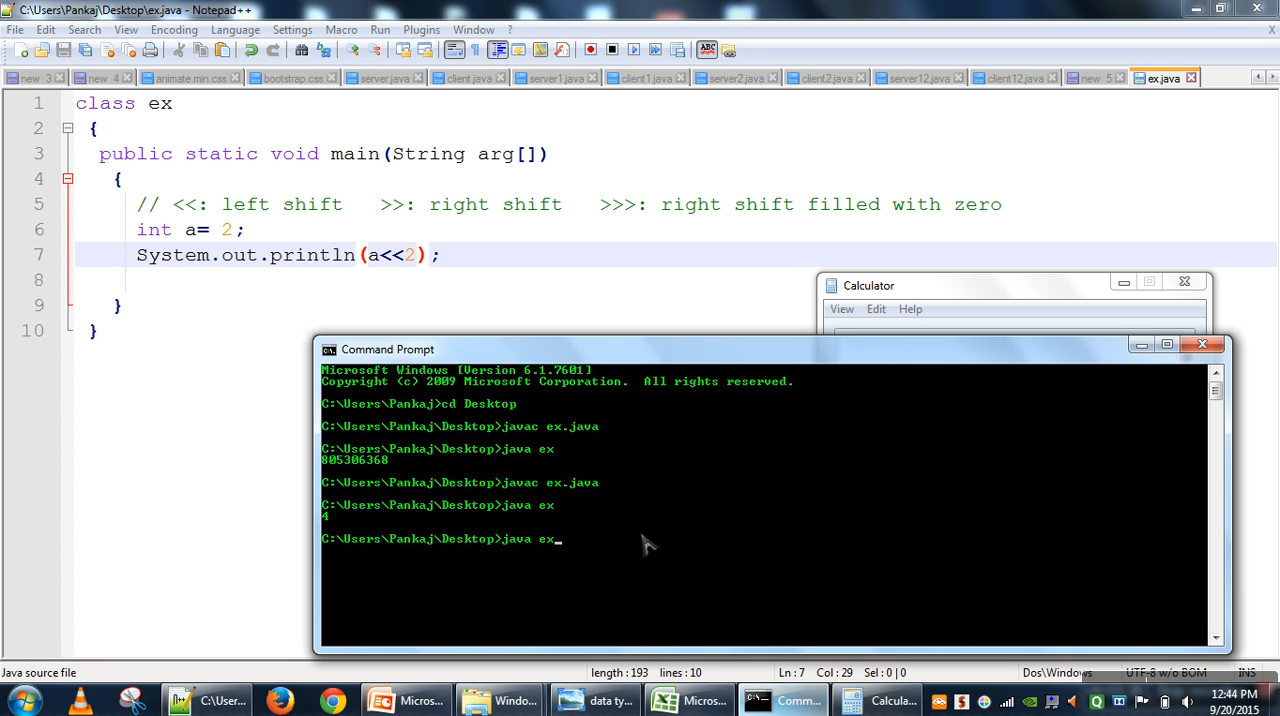 C:\Users\Pankaj\Desktop\ex.java - Notepad++
File Edit Search View Encoding Language Settings Macro Run Plugins Window ? X
new 3 new 4 animate.min.css bootstrap.css server.java client.java server1.java client1.java server2.java client2.java server12.java client12.java new 5 ex.java
1 class ex
2 {
3 public static void main(String arg[])
4 {
5 // <<: left shift >>: right shift >>>: right shift filled with zero
6 int a= 2;
7 System.out.println(a<<2);
8
9 }
10 }
Calculator
View Edit Help
Command Prompt
Microsoft Windows [Version 6.1.7601]
Copyright (c) 2009 Microsoft Corporation. All rights reserved.
C:\Users\Pankaj>cd Desktop
C:\Users\Pankaj\Desktop>javac ex.java
C:\Users\Pankaj\Desktop>java ex
805306368
C:\Users\Pankaj\Desktop>javac ex.java
C:\Users\Pankaj\Desktop>java ex
4
C:\Users\Pankaj\Desktop>java ex_
Java source file length : 193 lines : 10 Ln : 7 Col : 29 Sel : 0 | 0 Dos\Windows UTF-8 w/o BOM INS
C:\User... Micros... Windo... data ty... Micros... Comm... Calcula... 12:44 PM
9/20/2015